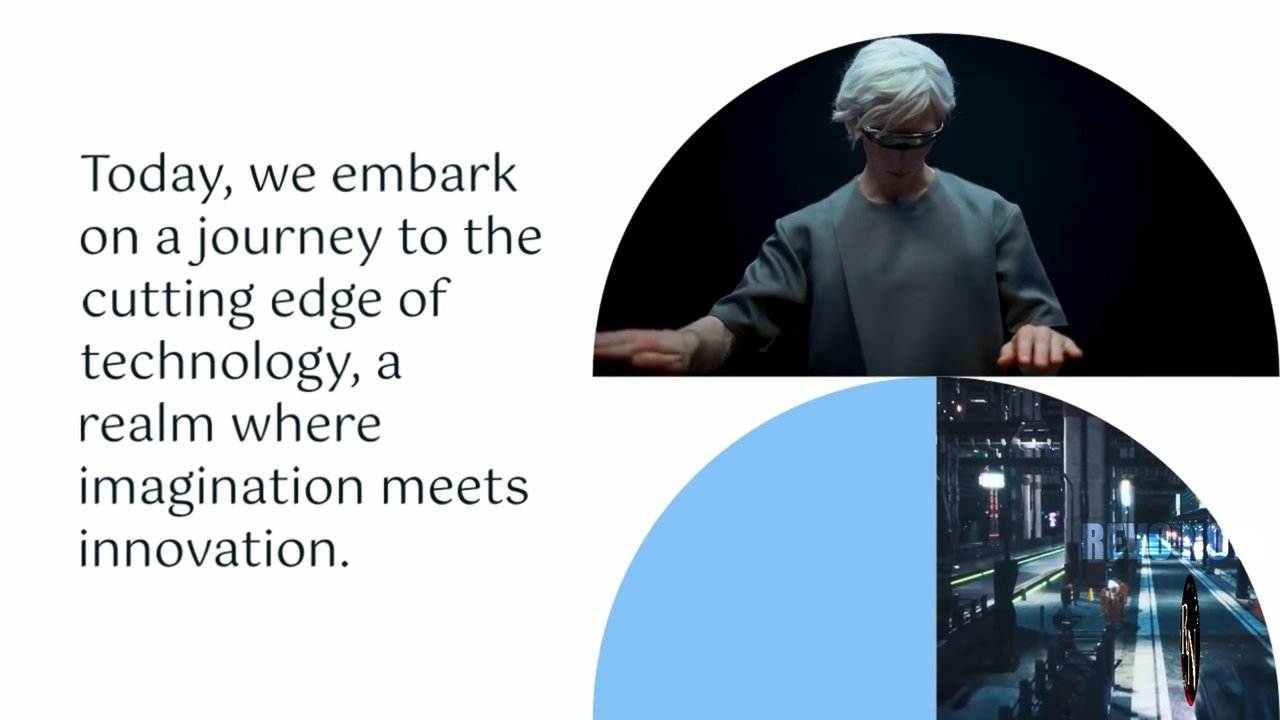 Today, we embark
on a journey to the
cutting edge of
technology, a
realm where
imagination meets
innovation.